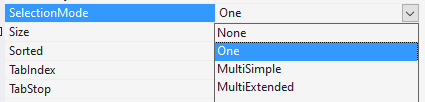 SelectionMode One
Size None
Sorted One
TabIndex MultiSimple
TabStop MultiExtended